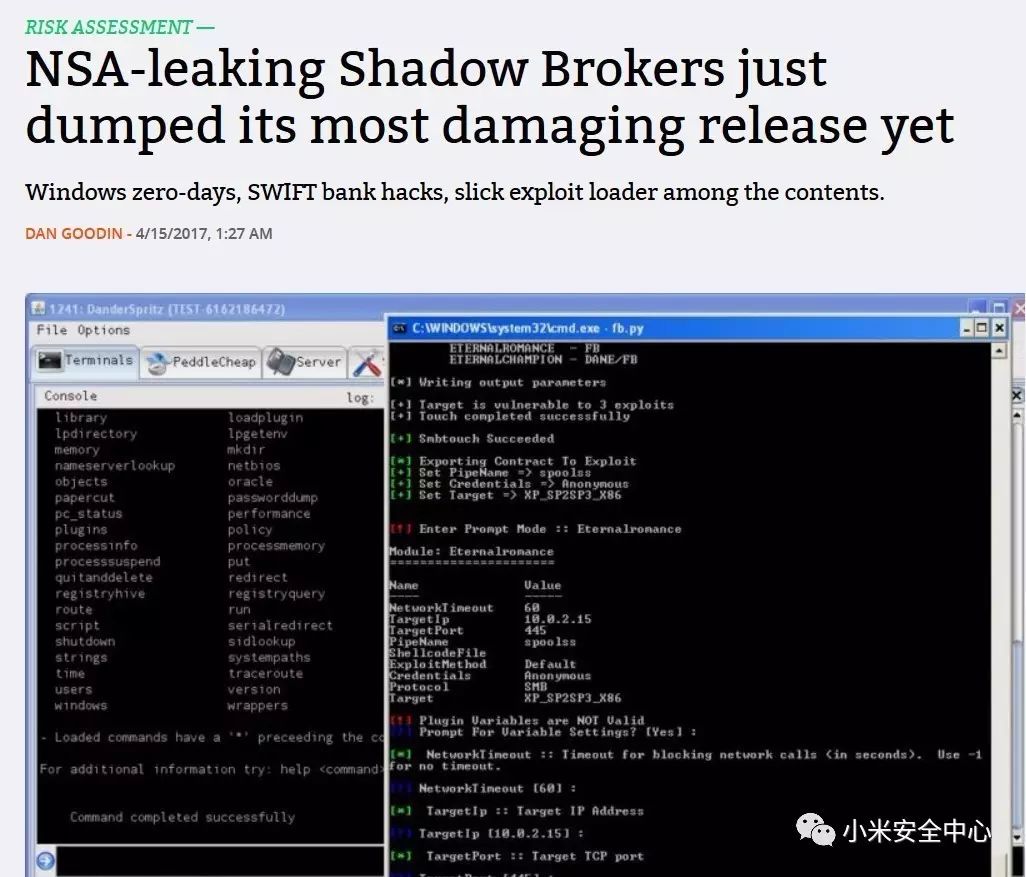 RISK ASSESSMENT —
NSA-leaking Shadow Brokers just
dumped its most damaging release yet
Windows zero-days, SWIFT bank hacks, slick exploit loader among the contents.
DAN GOODIN - 4/15/2017, 1:27 AM
1241: DanderSpritz (TEST-6162186472)
File Options
Terminals PeddleCheap Server
Console log:
library loadplugin
lpdirectory lpgetenv
memory mkdir
nameserverlookup netbios
objects oracle
papercut passworddump
pc_status performance
plugins policy
processinfo processmemory
processsuspend put
quitanddelete redirect
registryhive registryquery
route run
script serialredirect
shutdown sidlookup
strings systempaths
time traceroute
users version
windows wrappers
- Loaded commands have a '*' preceeding the co
For additional information try: help <command>
Command completed successfully
C:\WINDOWS\system32\cmd.exe - fb.py
ETERNALROMANCE - FB
ETERNALCHAMPION - DANE/FB
[*] Writing output parameters
[+] Target is vulnerable to 3 exploits
[+] Touch completed successfully
[+] Smbtouch Succeeded
[*] Exporting Contract To Exploit
[+] Set PipeName => spoolss
[+] Set Credentials => Anonymous
[+] Set Target => XP_SP2SP3_X86
[!] Enter Prompt Mode :: Eternalromance
Module: Eternalromance
======================
Name Value
---- -----
NetworkTimeout 60
TargetIp 10.0.2.15
TargetPort 445
PipeName spoolss
ShellcodeFile
ExploitMethod Default
Credentials Anonymous
Protocol SMB
Target XP_SP2SP3_X86
[!] Plugin Variables are NOT Valid
[?] Prompt For Variable Settings? [Yes] :
[*] NetworkTimeout :: Timeout for blocking network calls (in seconds). Use -1
for no timeout.
[?] NetworkTimeout [60] :
[*] TargetIp :: Target IP Address
[?] TargetIp [10.0.2.15] :
[*] TargetPort :: Target TCP port
[?] TargetPort [445] :
小米安全中心